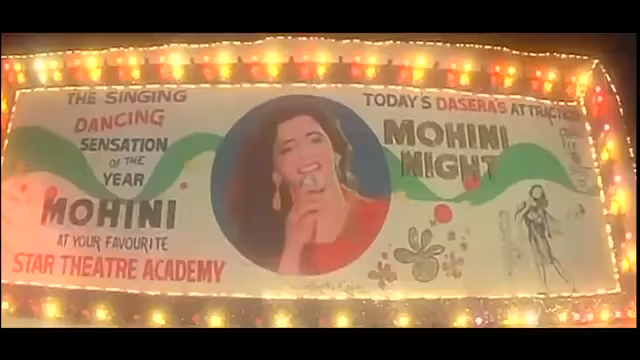 THE SINGING
DANCING
SENSATION
OF THE
YEAR
MOHINI
AT YOUR FAVOURITE
STAR THEATRE ACADEMY
TODAY'S DASERA'S ATTRACTION
MOHINI
NIGHT